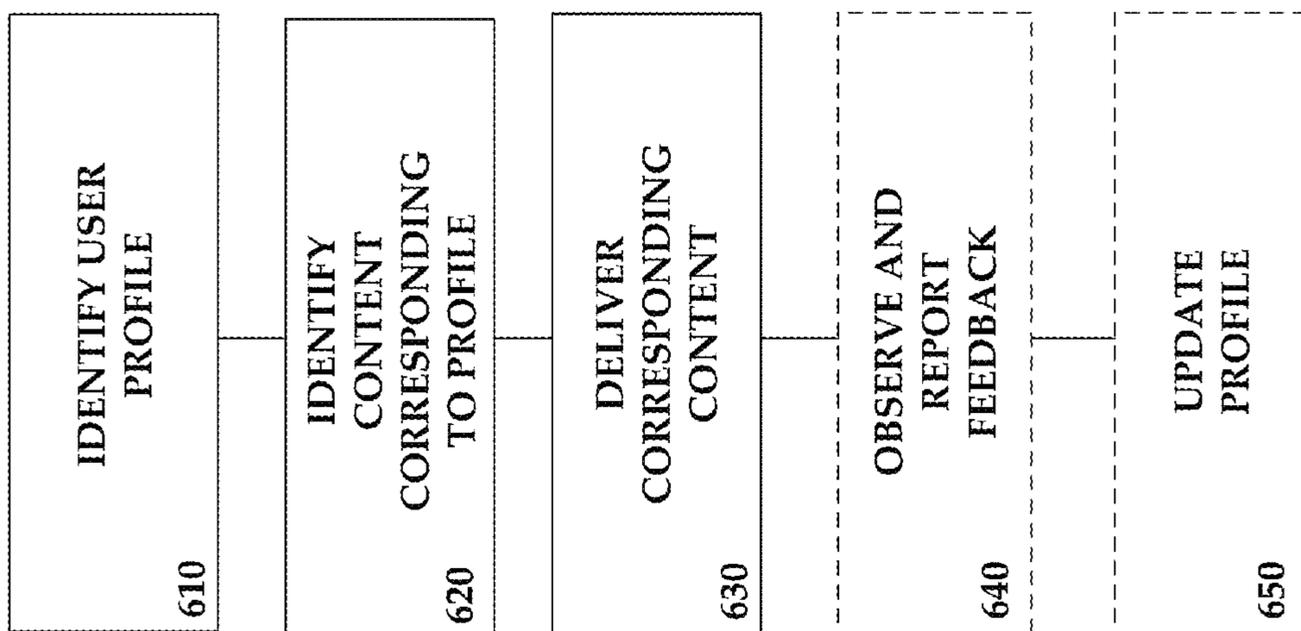 IDENTIFY USER
PROFILE
610
IDENTIFY
CONTENT
CORRESPONDING
TO PROFILE
620
DELIVER
CORRESPONDING
CONTENT
630
OBSERVE AND
REPORT
FEEDBACK
640
UPDATE
PROFILE
650